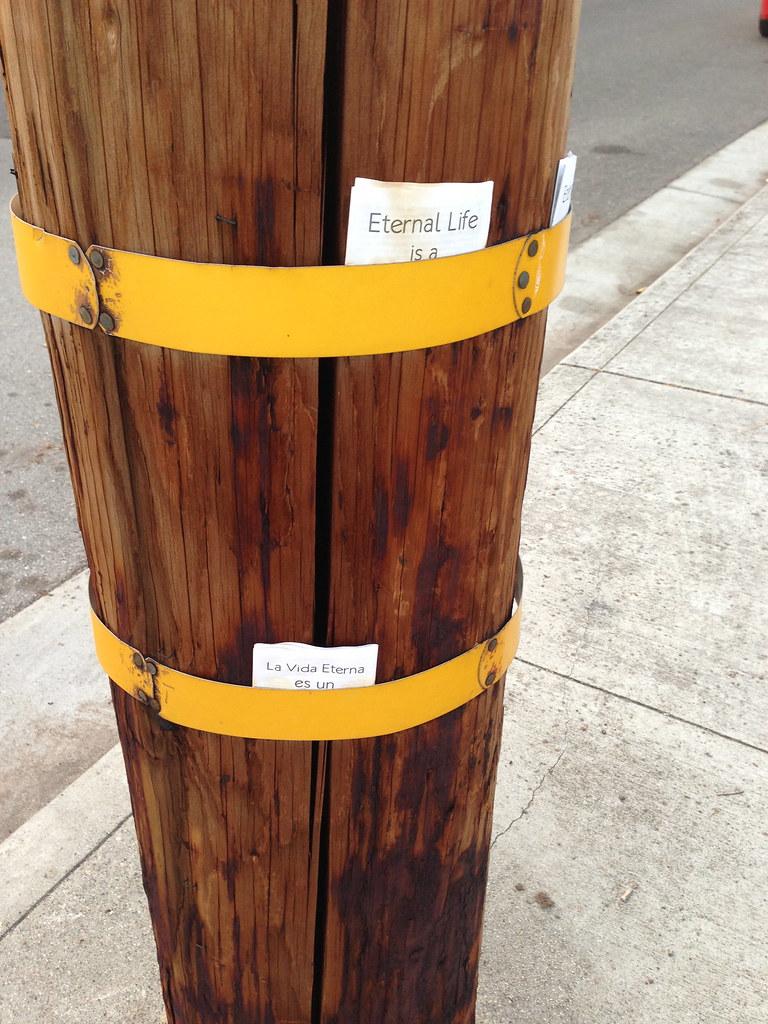 Eternal Life
is a
La Vida Eterna
es un